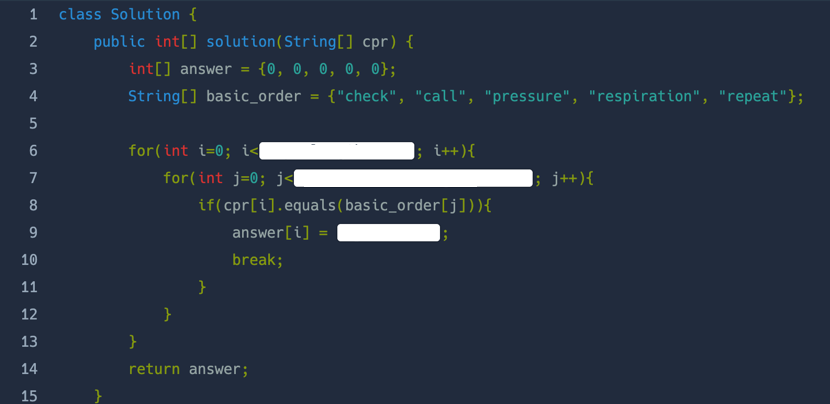 1 class Solution {
2 public int[] solution(String[] cpr) {
3 int[] answer = {0, 0, 0, 0, 0};
4 String[] basic_order = {"check", "call", "pressure", "respiration", "repeat"};
5
6 for(int i=0; i< ; i++){
7 for(int j=0; j< ; j++){
8 if(cpr[i].equals(basic_order[j])){
9 answer[i] = ;
10 break;
11 }
12 }
13 }
14 return answer;
15 }